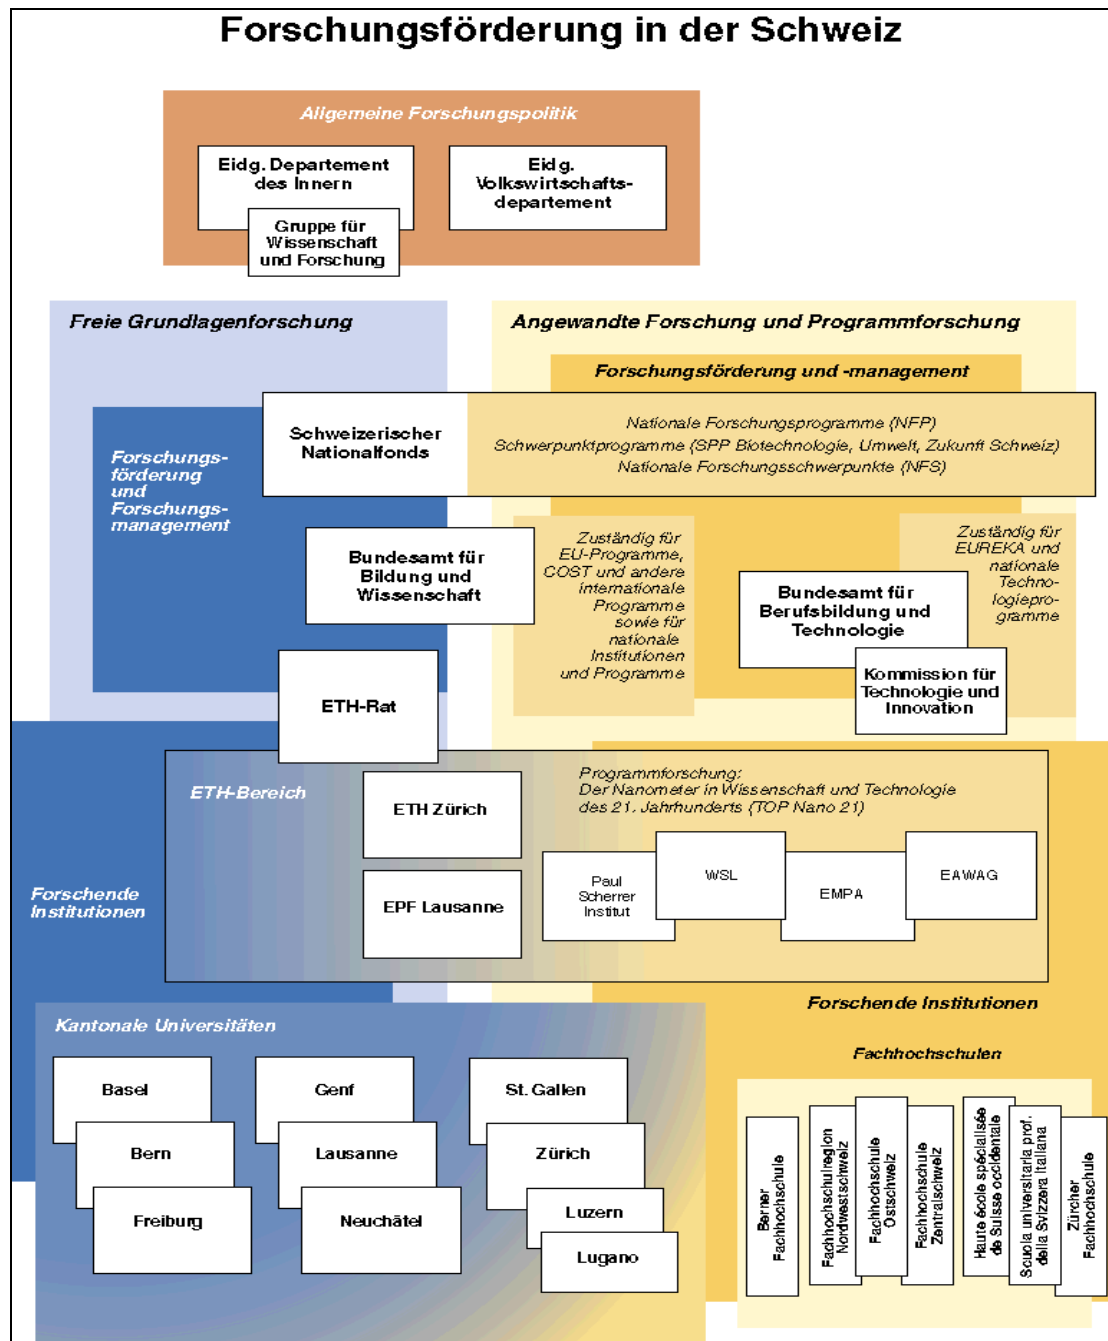 Forschungsförderung in der Schweiz
Allgemeine Forschungspolitik
Eidg. Departement
des Innern
Gruppe für
Wissenschaft
und Forschung
Eidg.
Volkswirtschafts-
departement
Freie Grundlagenforschung
Angewandte Forschung und Programmforschung
Forschungsförderung und -management
Forschungs-
förderung
und
Forschungs-
management
Schweizerischer
Nationalfonds
Nationale Forschungsprogramme (NFP)
Schwerpunktprogramme (SPP Biotechnologie, Umwelt, Zukunft Schweiz)
Nationale Forschungsschwerpunkte (NFS)
Bundesamt für
Bildung und
Wissenschaft
Zuständig für
EU-Programme,
COST und andere
internationale
Programme
sowie für
nationale
Institutionen
und Programme
Bundesamt für
Berufsbildung und
Technologie
Zuständig für
EUREKA und
nationale
Techno-
logiepro-
gramme
Kommission für
Technologie und
Innovation
ETH-Rat
ETH-Bereich
ETH Zürich
EPF Lausanne
Programmforschung:
Der Nanometer in Wissenschaft und Technologie
des 21. Jahrhunderts (TOP Nano 21)
Paul
Scherrer
Institut
WSL
EMPA
EAWAG
Forschende
Institutionen
Forschende Institutionen
Kantonale Universitäten
Basel
Bern
Freiburg
Genf
Lausanne
Neuchâtel
St. Gallen
Zürich
Luzern
Lugano
Fachhochschulen
Berner
Fachhochschule
Fachhochschulregion
Nordwestschweiz
Fachhochschule
Ostschweiz
Fachhochschule
Zentralschweiz
Haute école spécialisée
de Suisse occidentale
Scuola universitaria prof.
della Svizzera italiana
Zürcher
Fachhochschule